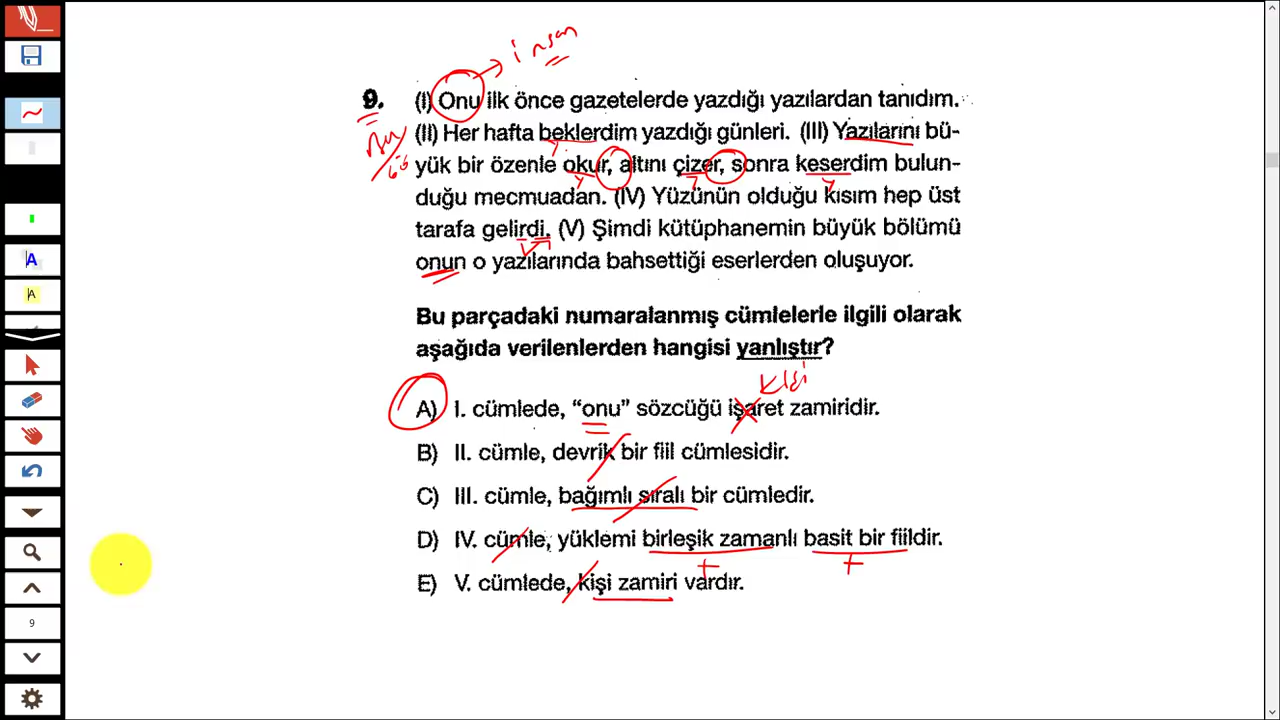 insan
9. (I) Onu ilk önce gazetelerde yazdığı yazılardan tanıdım.
(II) Her hafta beklerdim yazdığı günleri. (III) Yazılarını bü-
yük bir özenle okur, altını çizer, sonra keserdim bulun-
duğu mecmuadan. (IV) Yüzünün olduğu kısım hep üst
tarafa gelirdi. (V) Şimdi kütüphanemin büyük bölümü
onun o yazılarında bahsettiği eserlerden oluşuyor.
Bu parçadaki numaralanmış cümlelerle ilgili olarak
aşağıda verilenlerden hangisi yanlıştır?
kişi
A) I. cümlede, “onu” sözcüğü işaret zamiridir.
B) II. cümle, devrik bir fiil cümlesidir.
C) III. cümle, bağımlı sıralı bir cümledir.
D) IV. cümle, yüklemi birleşik zamanlı basit bir fiildir.
+ +
E) V. cümlede, kişi zamiri vardır.
A
A
9